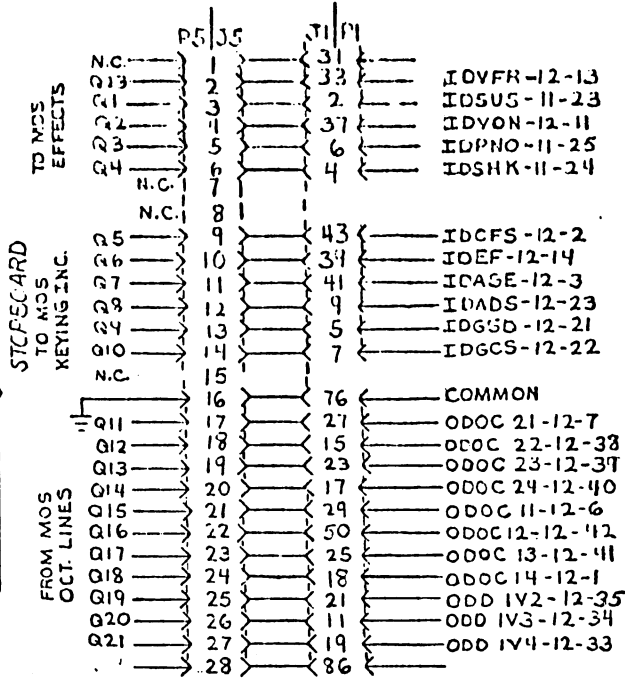 P5 J5 J1 P1
N.C. 1 31
2 33 IDVFR-12-13
Q1 3 2 IDSUS-11-23
Q2 4 37 IDVON-12-11
Q3 5 6 IDPNO-11-25
Q4 6 4 IDSHK-11-24
N.C. 7
N.C. 8
TO MOS EFFECTS
Q5 9 43 IDCFS-12-2
Q6 10 39 IDEF-12-14
Q7 11 41 IDASE-12-3
Q8 12 9 IDADS-12-23
Q9 13 5 IDGSD-12-21
Q10 14 7 IDGCS-12-22
N.C. 15
TO MOS KEYING INC.
16 76 COMMON
Q11 17 27 ODOC 21-12-7
Q12 18 15 ODOC 22-12-38
Q13 19 23 ODOC 23-12-39
Q14 20 17 ODOC 24-12-40
Q15 21 29 ODOC 11-12-6
Q16 22 50 ODOC 12-12-42
Q17 23 25 ODOC 13-12-41
Q18 24 18 ODOC 14-12-1
Q19 25 21 ODD 1V2-12-35
Q20 26 11 ODD 1V3-12-34
Q21 27 19 ODD 1V4-12-33
28 86
FROM MOS OCT. LINES